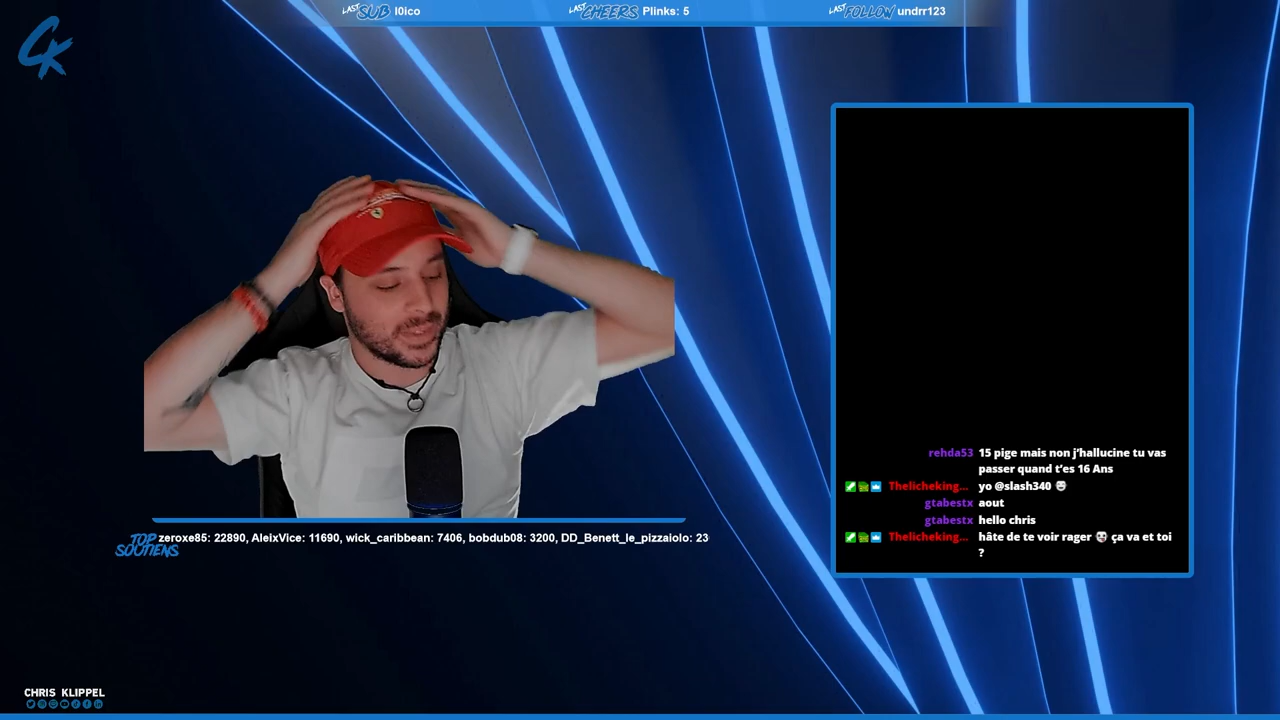 LAST SUB l0ico
LAST CHEERS Plinks: 5
LAST FOLLOW undrr123
CK
rehda53 15 pige mais non j'hallucine tu vas
passer quand t'es 16 Ans
Thelicheking... yo @slash340
gtabestx aout
gtabestx hello chris
Thelicheking... hâte de te voir rager ça va et toi
?
TOP SOUTIENS zeroxe85: 22890, AleixVice: 11690, wick_caribbean: 7406, bobdub08: 3200, DD_Benett_le_pizzaiolo: 23
CHRIS KLIPPEL